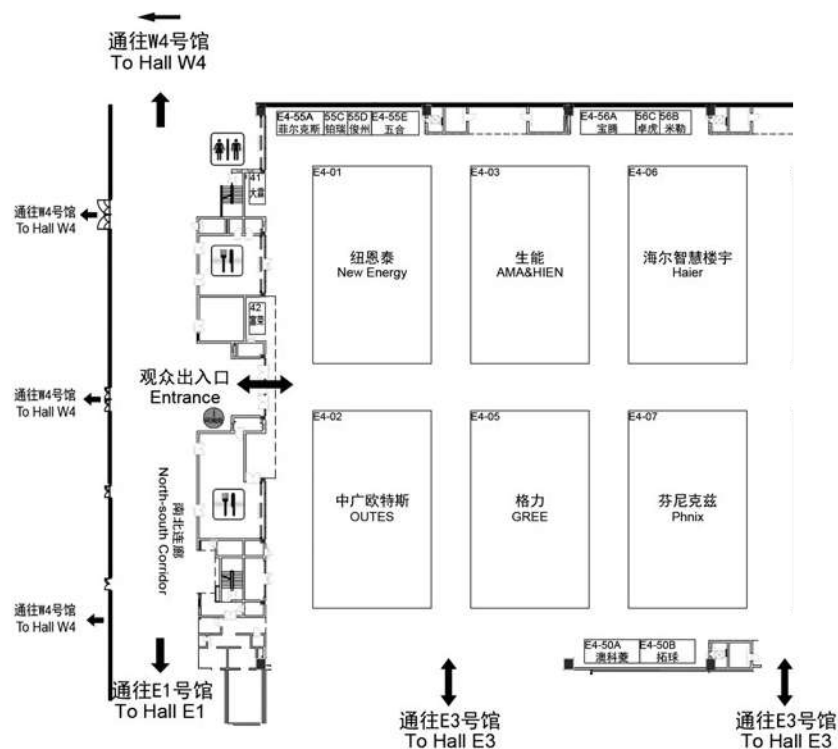 通往W4号馆
To Hall W4
E4-55A 55C 55D E4-55E
菲尔克斯 铂瑞 俊州 五合
E4-56A 56C 56B
宝腾 卓虎 米勒
41
大霖
E4-01
纽恩泰
New Energy
E4-03
生能
AMA&HIEN
E4-06
海尔智慧楼宇
Haier
通往W4号馆
To Hall W4
42
富荣
观众出入口
Entrance
通往W4号馆
To Hall W4
E4-02
中广欧特斯
OUTES
E4-05
格力
GREE
E4-07
芬尼克兹
Phnix
南北连廊
North-south Corridor
通往W4号馆
To Hall W4
E4-50A E4-50B
澳科菱 拓球
通往E1号馆
To Hall E1
通往E3号馆
To Hall E3
通往E3号馆
To Hall E3